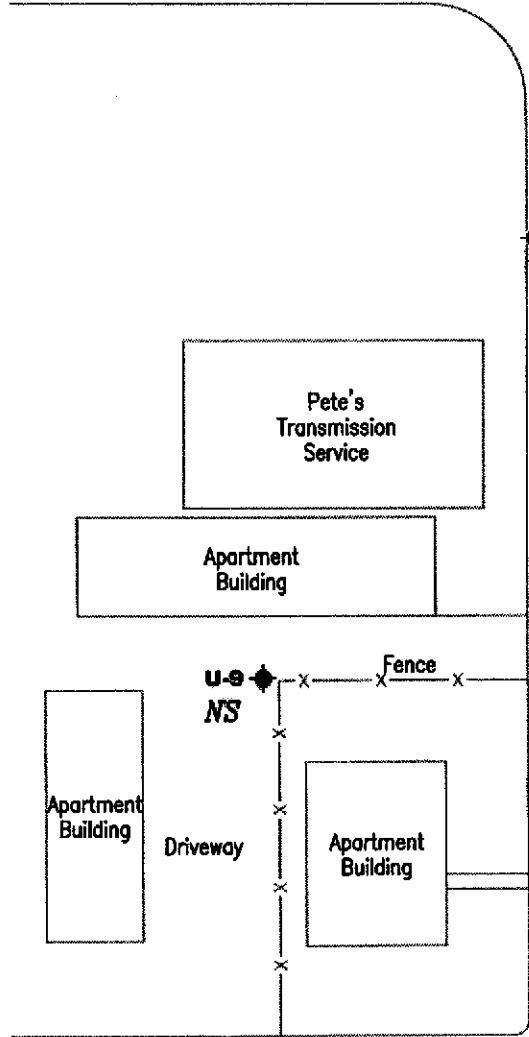 Pete's
Transmission
Service
Apartment
Building
Fence
U-9
NS
Apartment
Building
Driveway
Apartment
Building